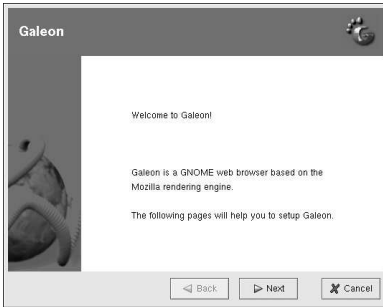 Galeon
Welcome to Galeon!
Galeon is a GNOME web browser based on the
Mozilla rendering engine.
The following pages will help you to setup Galeon.
Back
Next
Cancel